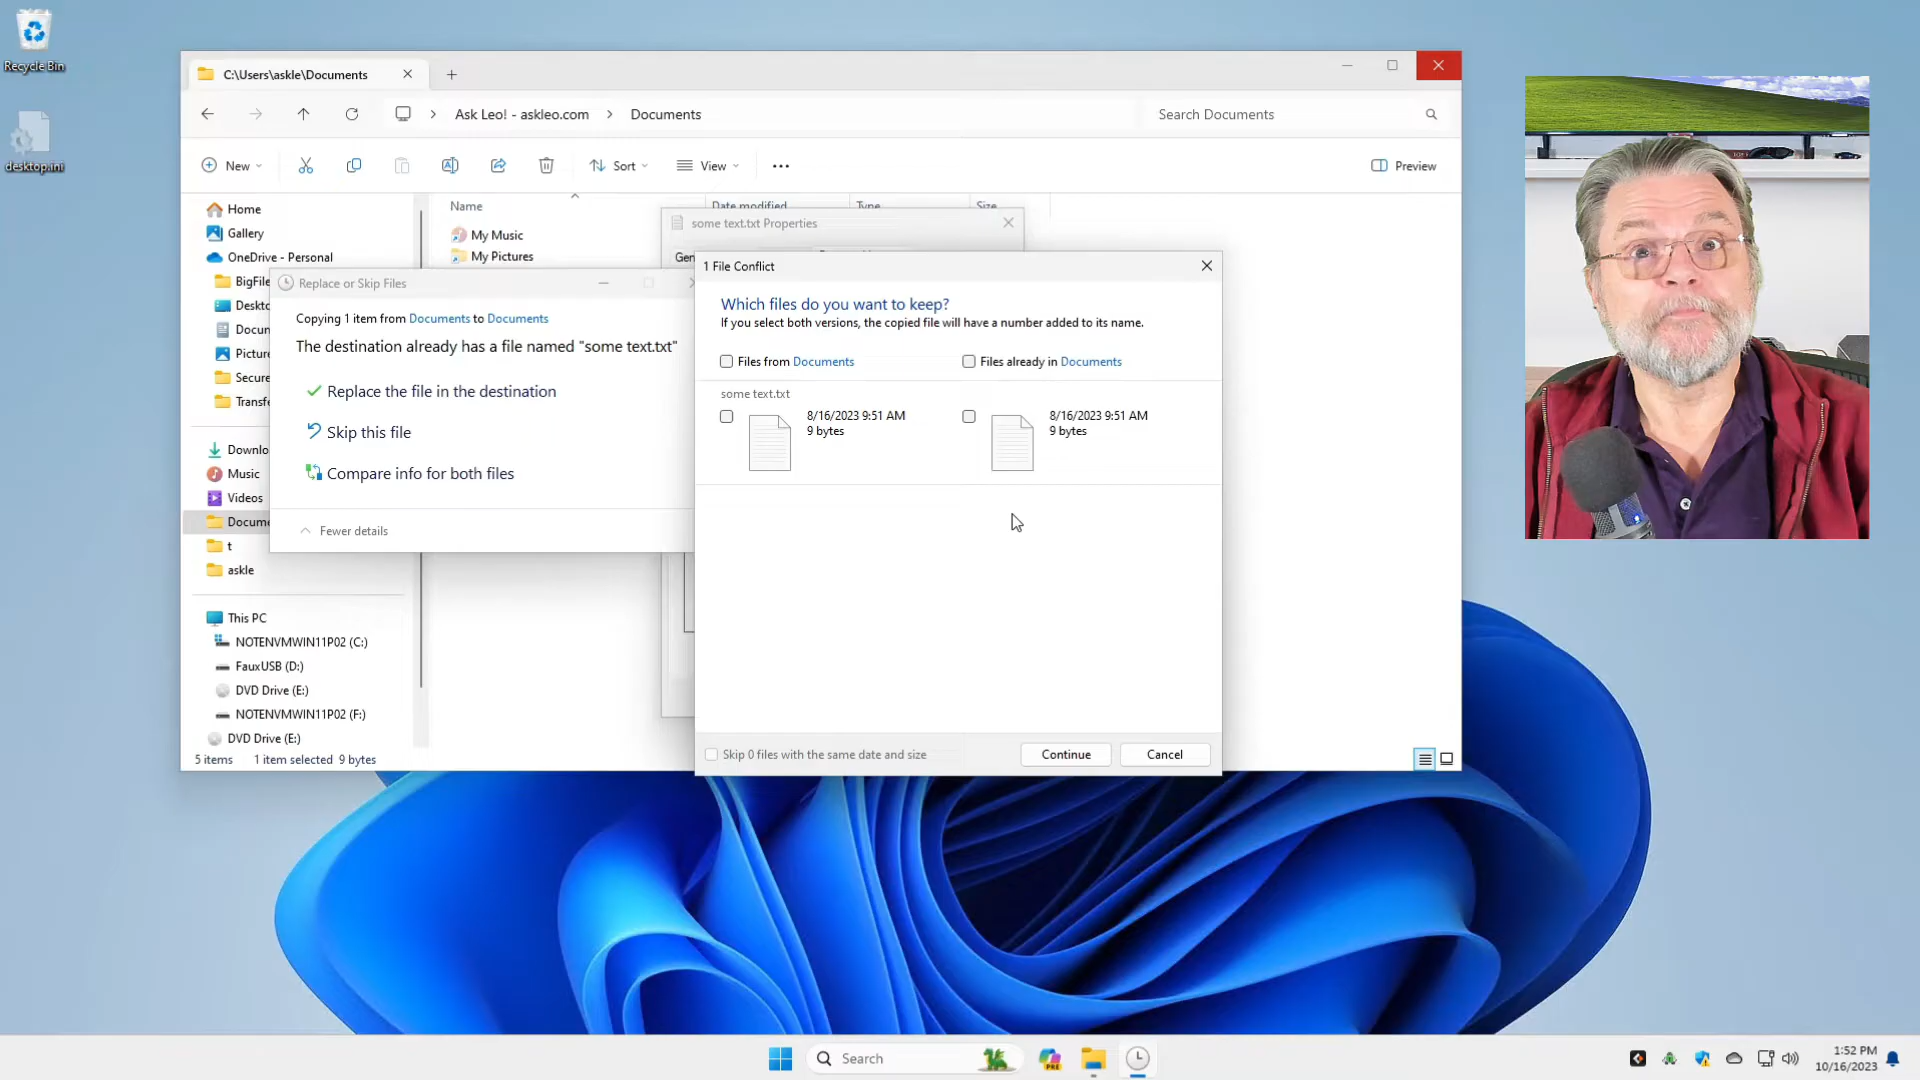 Recycle Bin
desktop.ini
C:\Users\askle\Documents
Ask Leo! - askleo.com > Documents
Search Documents
New
Sort
View
Preview
Home
Gallery
OneDrive - Personal
BigFile
Deskto
Docun
Picture
Secure
Transfe
Downlo
Music
Videos
Docume
t
askle
This PC
NOTENVMWIN11P02 (C:)
FauxUSB (D:)
DVD Drive (E:)
NOTENVMWIN11P02 (F:)
DVD Drive (E:)
5 items 1 item selected 9 bytes
Name Date modified Type Size
My Music
My Pictures
some text.txt Properties
Gen
Replace or Skip Files
Copying 1 item from Documents to Documents
The destination already has a file named "some text.txt"
Replace the file in the destination
Skip this file
Compare info for both files
Fewer details
1 File Conflict
Which files do you want to keep?
If you select both versions, the copied file will have a number added to its name.
Files from Documents
Files already in Documents
some text.txt
8/16/2023 9:51 AM
9 bytes
8/16/2023 9:51 AM
9 bytes
Skip 0 files with the same date and size
Continue
Cancel
Search
PRE
1:52 PM
10/16/2023